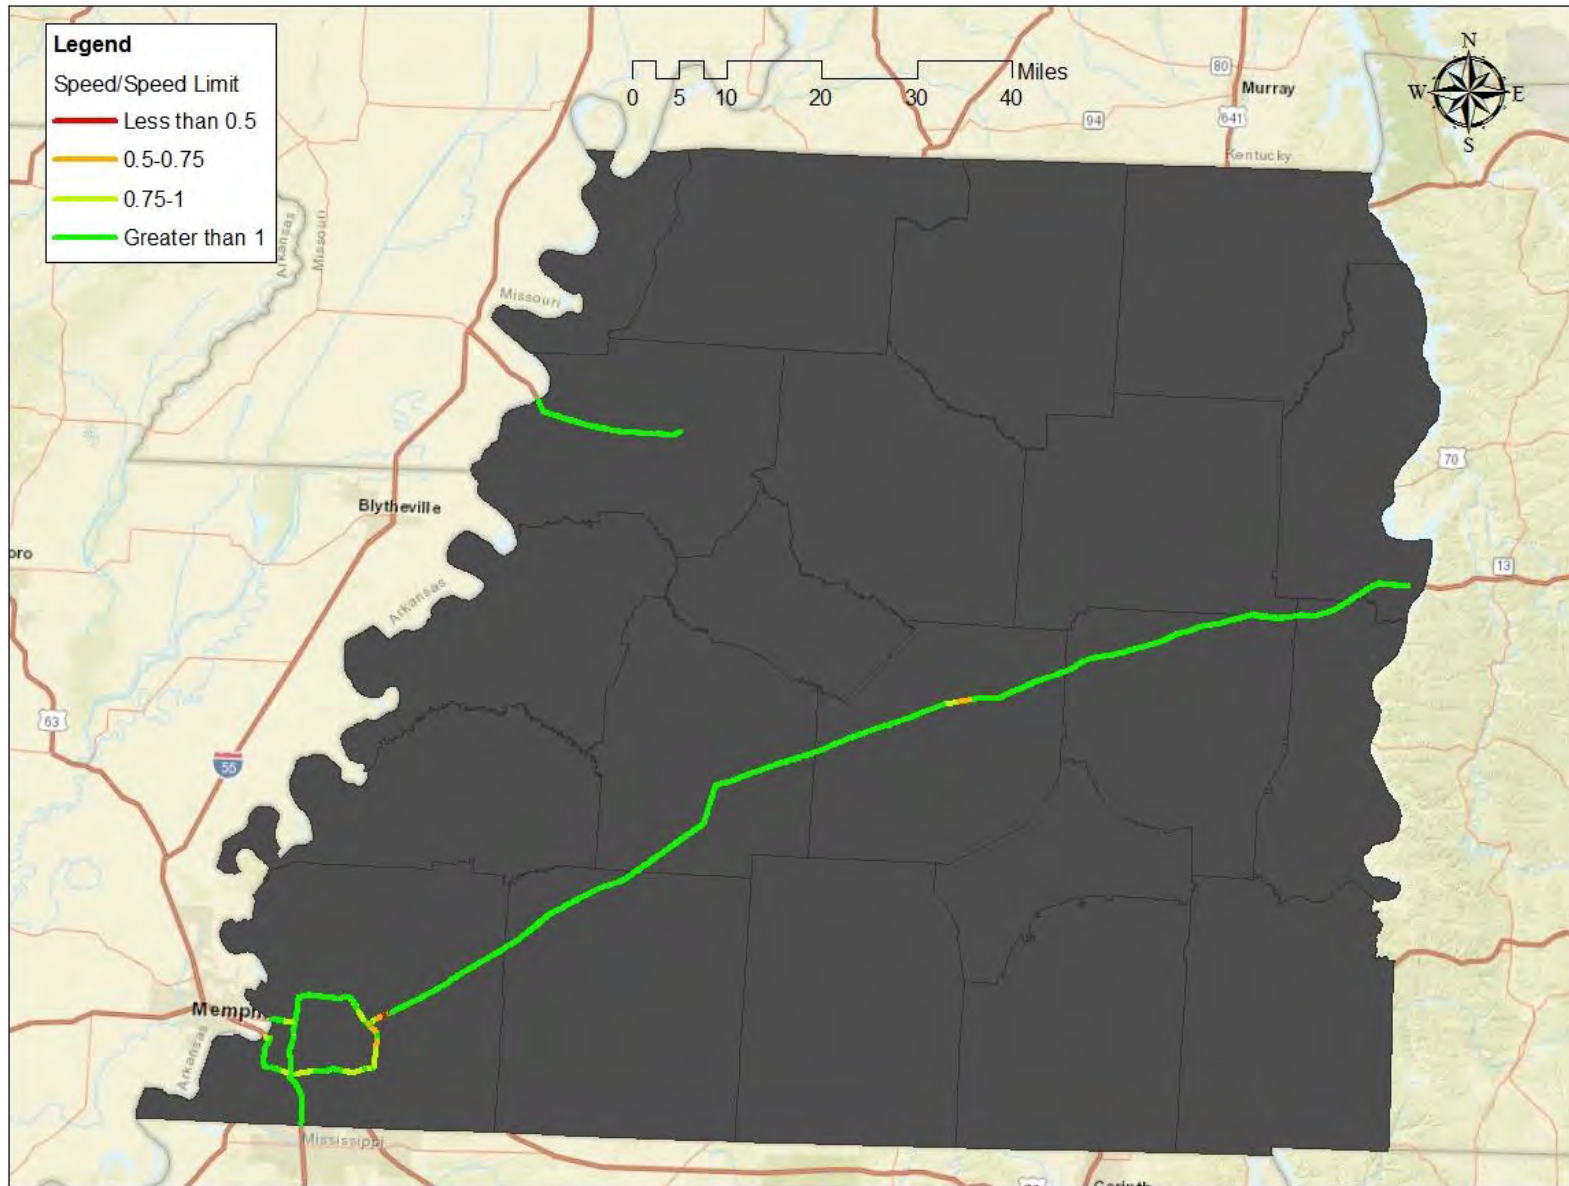 Legend
Speed/Speed Limit
Less than 0.5
0.5-0.75
0.75-1
Greater than 1
Miles
0 5 10 20 30 40
N
W E
S
80
Murray
94
641
Kentucky
Arkansas
Missouri
Missouri
70
Blytheville
oro
13
Arkansas
63
55
Memph
Arkansas
Mississippi